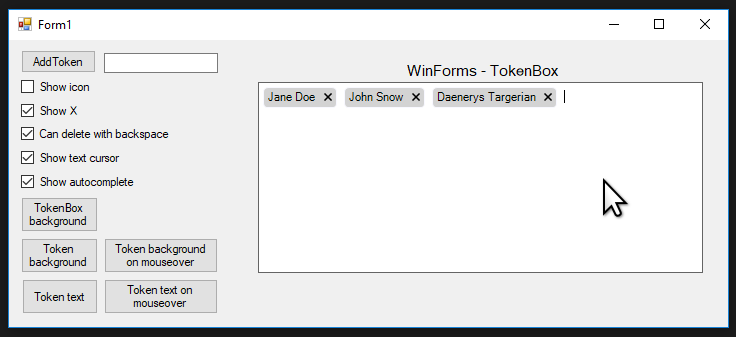 Form1
AddToken
Show icon
Show X
Can delete with backspace
Show text cursor
Show autocomplete
TokenBox
background
Token
background
Token background
on mouseover
Token text
Token text on
mouseover
WinForms - TokenBox
Jane Doe ✕ John Snow ✕ Daenerys Targerian ✕